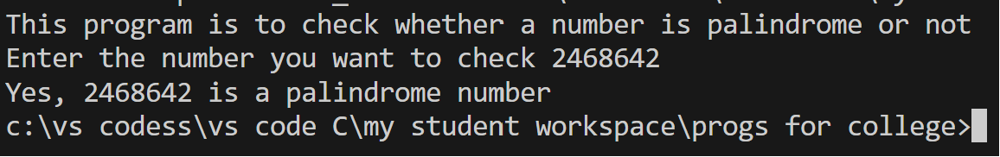 This program is to check whether a number is palindrome or not
Enter the number you want to check 2468642
Yes, 2468642 is a palindrome number
c:\vs codess\vs code C\my student workspace\progs for college>